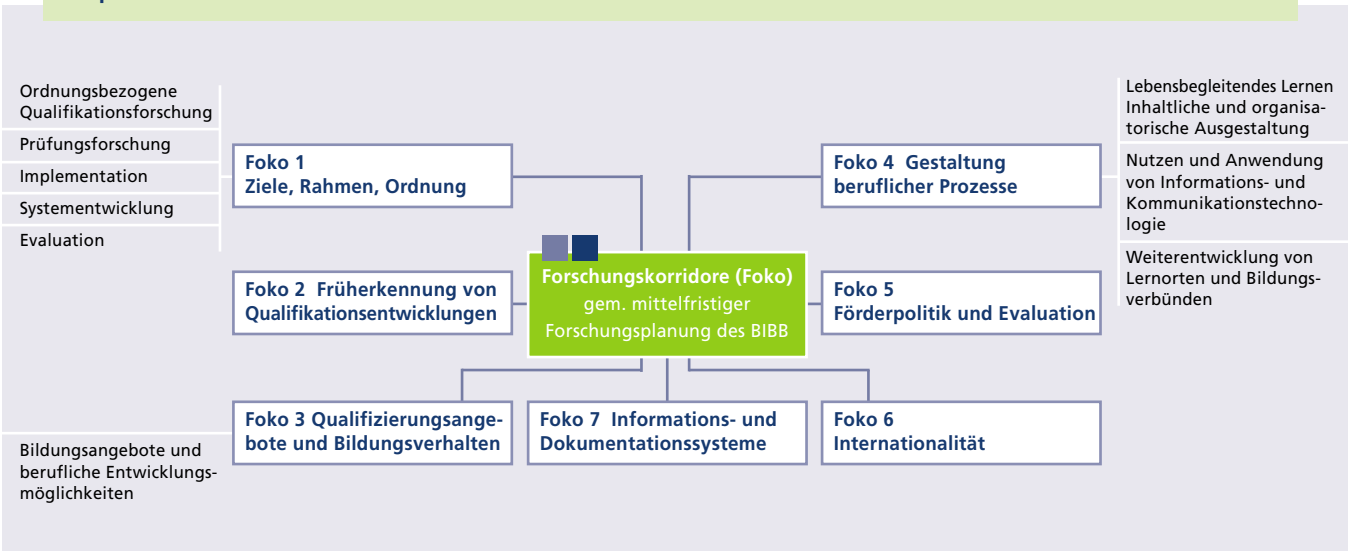 Ordnungsbezogene
Qualifikationsforschung
Prüfungsforschung
Implementation
Systementwicklung
Evaluation
Foko 1
Ziele, Rahmen, Ordnung
Foko 2 Früherkennung von
Qualifikationsentwicklungen
Foko 3 Qualifizierungsange-
bote und Bildungsverhalten
Bildungsangebote und
berufliche Entwicklungs-
möglichkeiten
Forschungskorridore (Foko)
gem. mittelfristiger
Forschungsplanung des BIBB
Foko 7 Informations- und
Dokumentationssysteme
Foko 4 Gestaltung
beruflicher Prozesse
Foko 5
Förderpolitik und Evaluation
Foko 6
Internationalität
Lebensbegleitendes Lernen
Inhaltliche und organisa-
torische Ausgestaltung
Nutzen und Anwendung
von Informations- und
Kommunikationstechno-
logie
Weiterentwicklung von
Lernorten und Bildungs-
verbünden